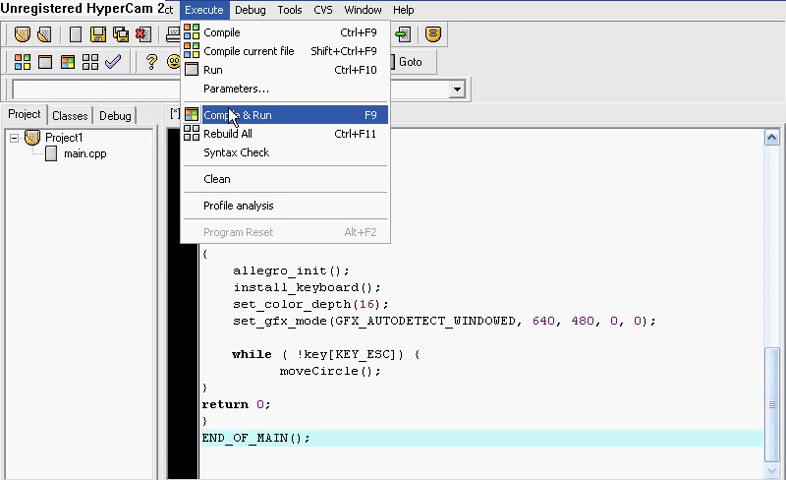 Unregistered HyperCam 2 ct Execute Debug Tools CVS Window Help
Compile Ctrl+F9
Compile current file Shift+Ctrl+F9
Run Ctrl+F10
Goto
Parameters...
Compile & Run F9
Rebuild All Ctrl+F11
Syntax Check
Clean
Profile analysis
Program Reset Alt+F2
Project Classes Debug [*]
Project1
main.cpp
{
allegro_init();
install_keyboard();
set_color_depth(16);
set_gfx_mode(GFX_AUTODETECT_WINDOWED, 640, 480, 0, 0);
while ( !key[KEY_ESC]) {
moveCircle();
}
return 0;
}
END_OF_MAIN();